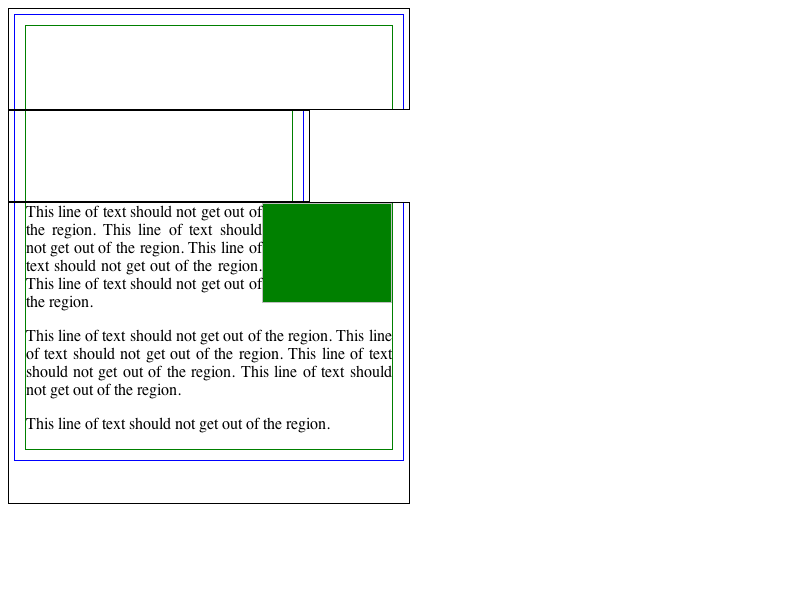 This line of text should not get out of
the region. This line of text should
not get out of the region. This line of
text should not get out of the region.
This line of text should not get out of
the region.
This line of text should not get out of the region. This line
of text should not get out of the region. This line of text
should not get out of the region. This line of text should
not get out of the region.
This line of text should not get out of the region.